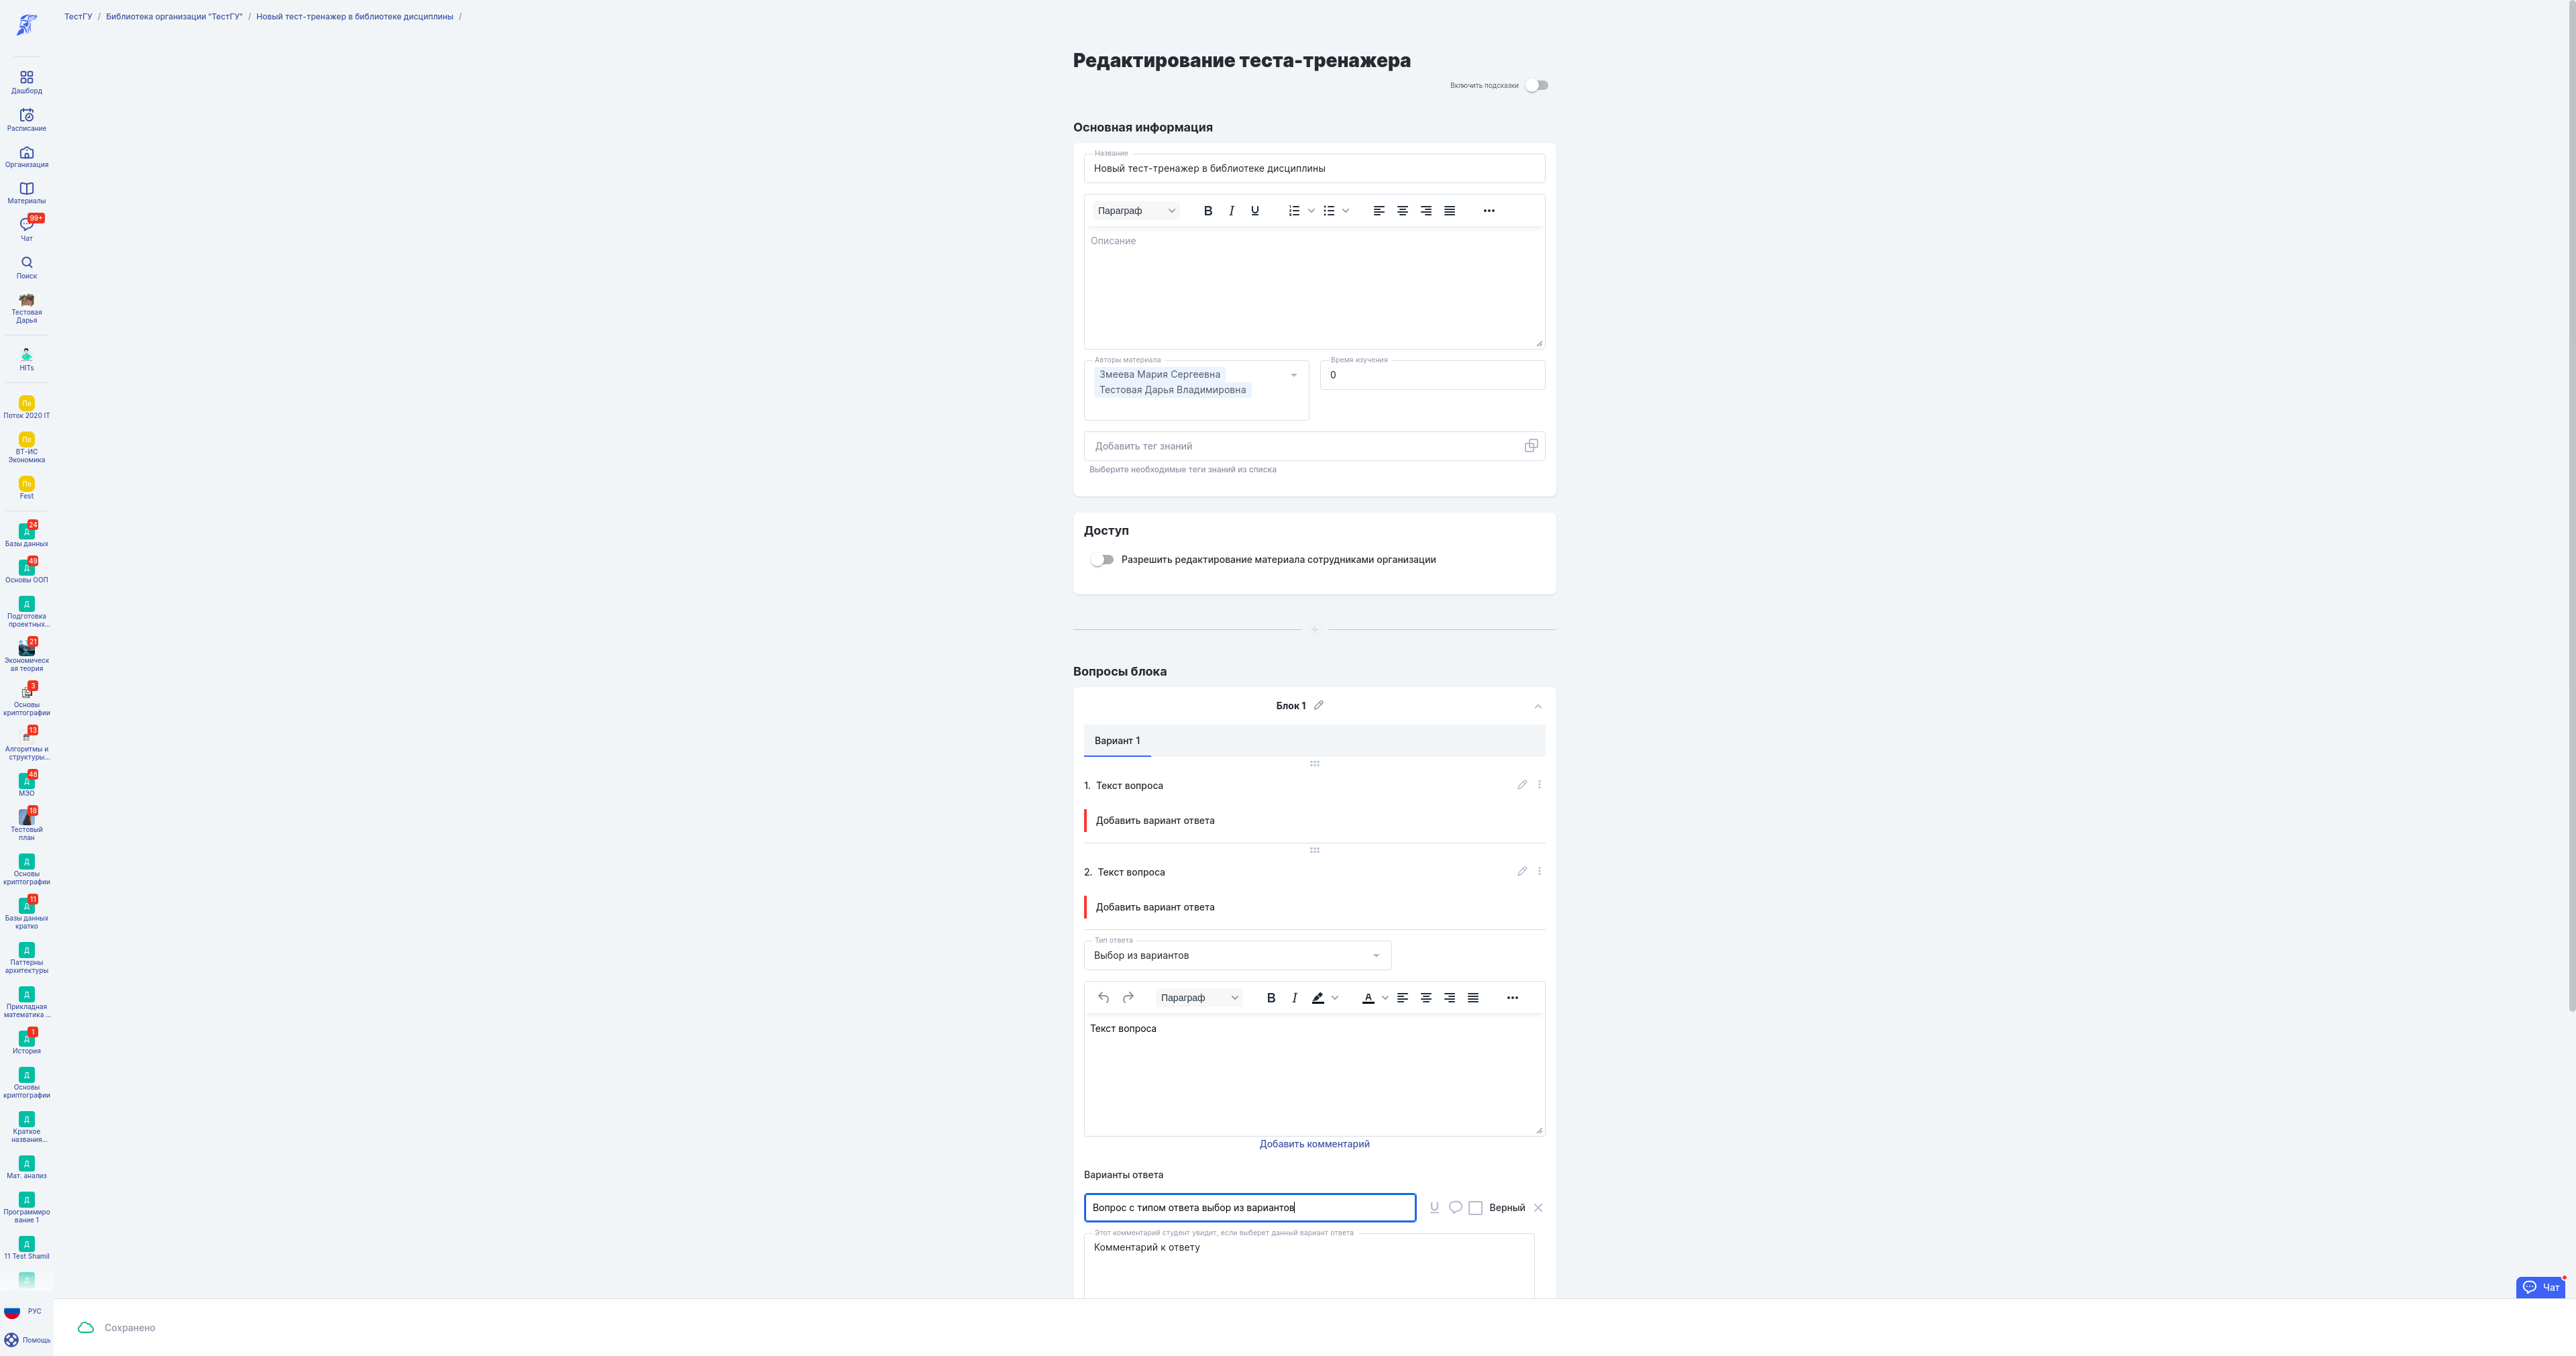 ТестГУ / Библиотека организации "ТестГУ" / Новый тест-тренажер в библиотеке дисциплины /
Дашборд
Расписание
Организация
Материалы
99+
Чат
Поиск
Тестовая
Дарья
HITs
По
Поток 2020 IT
По
ВТ-ИС
Экономика
По
Fest
24
Д
Базы данных
49
Д
Основы ООП
Д
Подготовка
проектных...
21
Экономическ
ая теория
3
Основы
криптографии
13
Алгоритмы и
структуры...
48
Д
МЭО
18
Тестовый
план
Д
Основы
криптографии
11
Д
Базы данных
кратко
Д
Паттерны
архитектуры
Д
Прикладная
математика ...
1
Д
История
Д
Основы
криптографии
Д
Краткое
названия...
Д
Мат. анализ
Д
Программиро
вание 1
Д
11 Test Shamil
Д
РУС
Помощь
Редактирование теста-тренажера
Включить подсказки
Основная информация
Название
Новый тест-тренажер в библиотеке дисциплины
Параграф
Описание
Авторы материала
Змеева Мария Сергеевна
Тестовая Дарья Владимировна
Время изучения
0
Добавить тег знаний
Выберите необходимые теги знаний из списка
Доступ
Разрешить редактирование материала сотрудниками организации
Вопросы блока
Блок 1
Вариант 1
1. Текст вопроса
Добавить вариант ответа
2. Текст вопроса
Добавить вариант ответа
Тип ответа
Выбор из вариантов
Параграф
Текст вопроса
Добавить комментарий
Варианты ответа
Вопрос с типом ответа выбор из вариантов
Верный
Этот комментарий студент увидит, если выберет данный вариант ответа
Комментарий к ответу
Чат
Сохранено